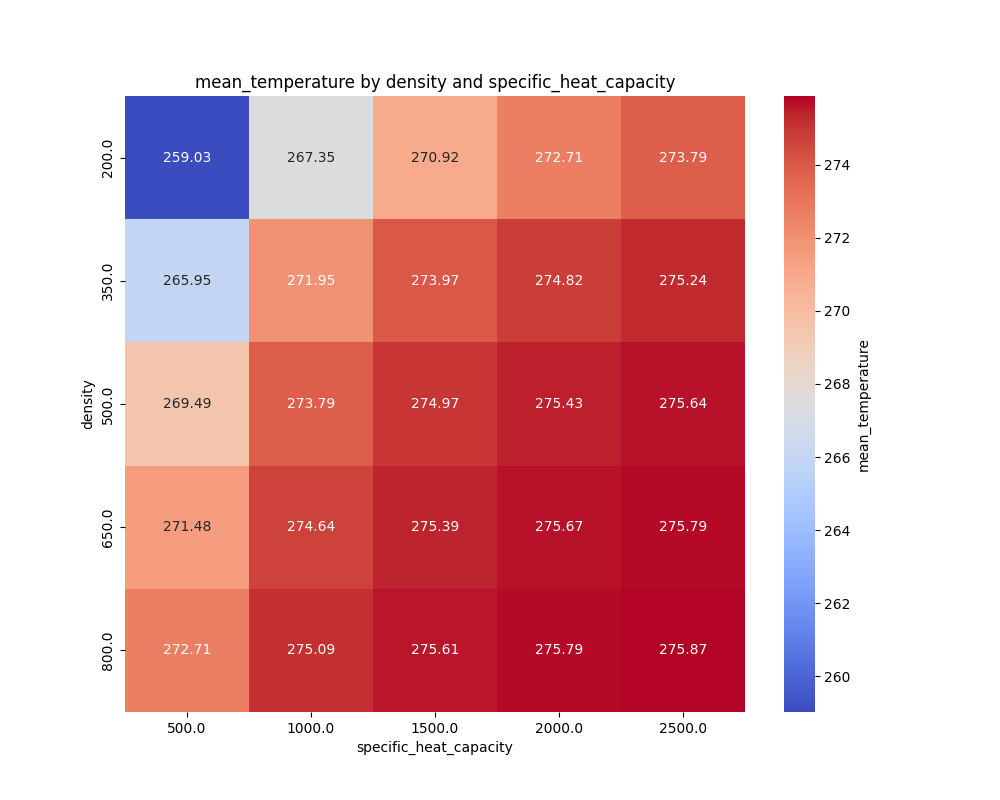 mean_temperature by density and specific_heat_capacity
200.0 259.03 267.35 270.92 272.71 273.79
350.0 265.95 271.95 273.97 274.82 275.24
500.0 269.49 273.79 274.97 275.43 275.64
650.0 271.48 274.64 275.39 275.67 275.79
800.0 272.71 275.09 275.61 275.79 275.87
density
500.0 1000.0 1500.0 2000.0 2500.0
specific_heat_capacity
274
272
270
268
266
264
262
260
mean_temperature